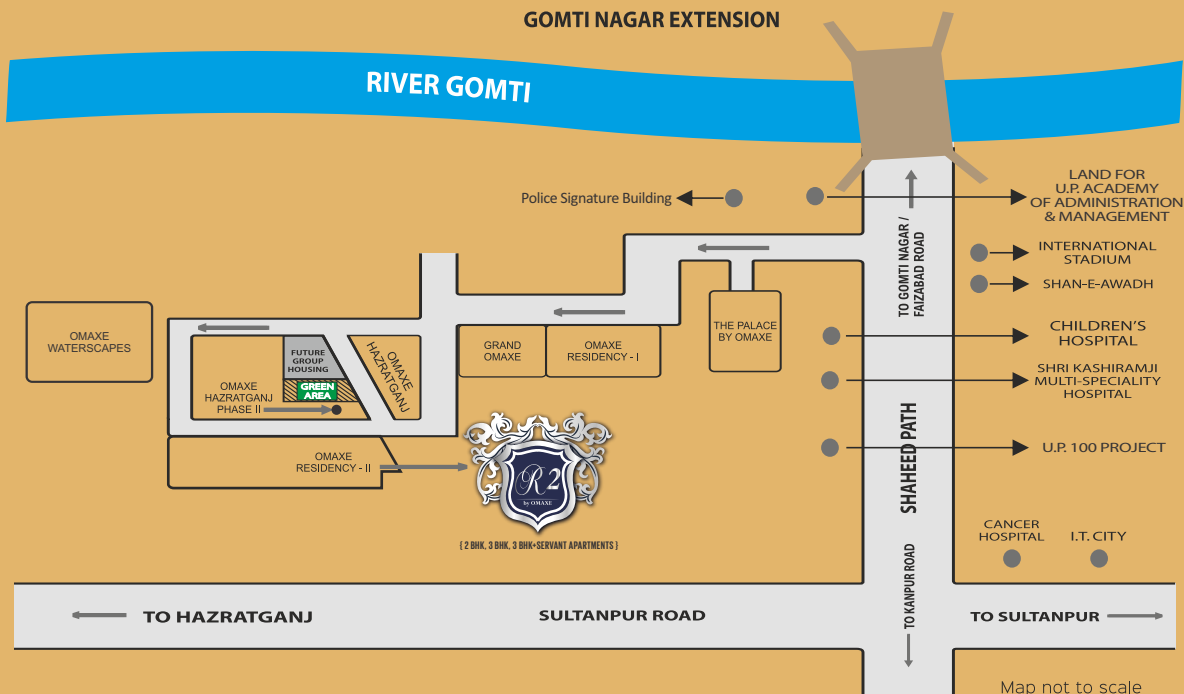 GOMTI NAGAR EXTENSION
RIVER GOMTI
Police Signature Building
LAND FOR
U.P. ACADEMY
OF ADMINISTRATION
& MANAGEMENT
TO GOMTI NAGAR /
FAIZABAD ROAD
INTERNATIONAL
STADIUM
SHAN-E-AWADH
OMAXE
WATERSCAPES
FUTURE
GROUP
HOUSING
GREEN
AREA
OMAXE
HAZRATGANJ
PHASE II
OMAXE
HAZRATGANJ
GRAND
OMAXE
OMAXE
RESIDENCY - I
THE PALACE
BY OMAXE
CHILDREN'S
HOSPITAL
SHRI KASHIRAMJI
MULTI-SPECIALITY
HOSPITAL
OMAXE
RESIDENCY - II
R2
by OMAXE
{ 2 BHK, 3 BHK, 3 BHK+SERVANT APARTMENTS }
SHAHEED PATH
U.P. 100 PROJECT
CANCER
HOSPITAL
I.T. CITY
TO KANPUR ROAD
TO HAZRATGANJ
SULTANPUR ROAD
TO SULTANPUR
Map not to scale